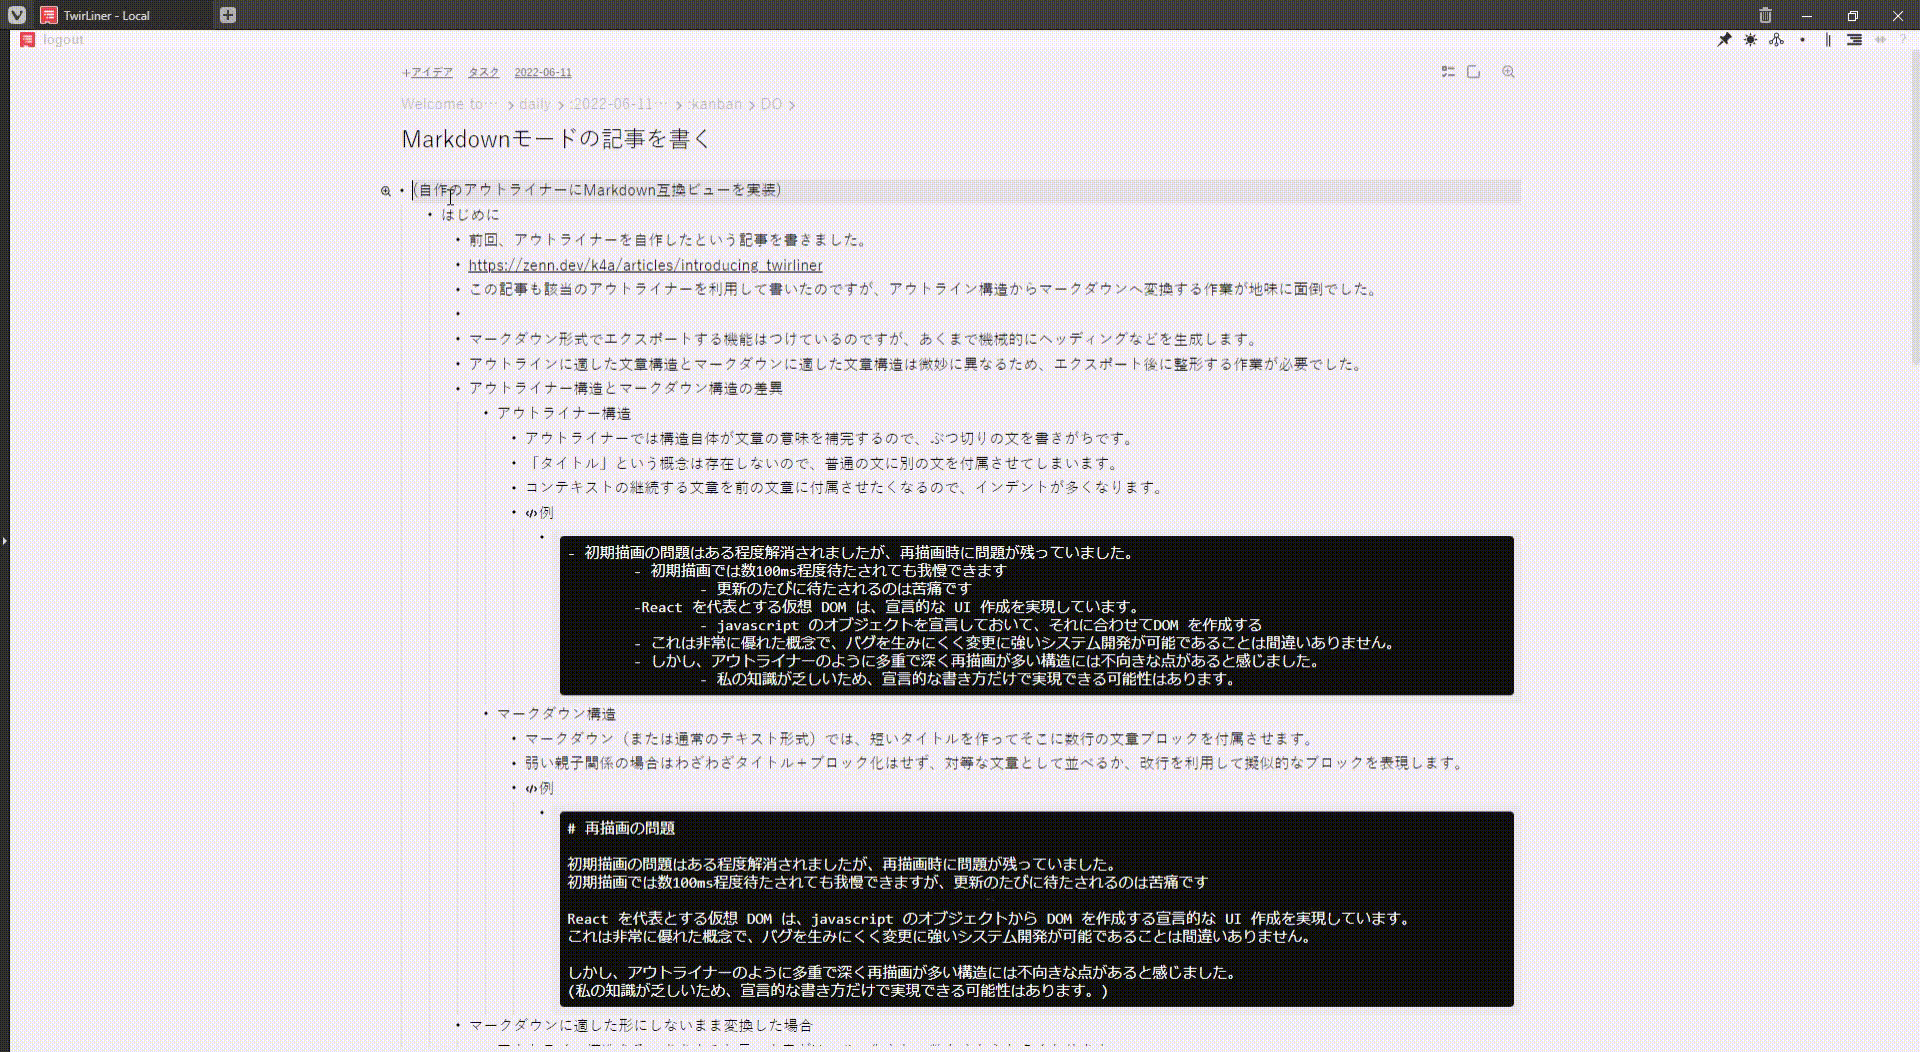 TwirLiner - Local
logout
+アイデア タスク 2022-06-11
Welcome to… > daily > :2022-06-11… > :kanban > DO >
Markdownモードの記事を書く
(自作のアウトライナーにMarkdown互換ビューを実装)
はじめに
前回、アウトライナーを自作したという記事を書きました。
https://zenn.dev/k4a/articles/introducing_twirliner
この記事も該当のアウトライナーを利用して書いたのですが、アウトライン構造からマークダウンへ変換する作業が地味に面倒でした。
マークダウン形式でエクスポートする機能はつけているのですが、あくまで機械的にヘッディングなどを生成します。
アウトラインに適した文章構造とマークダウンに適した文章構造は微妙に異なるため、エクスポート後に整形する作業が必要でした。
アウトライナー構造とマークダウン構造の差異
アウトライナー構造
アウトライナーでは構造自体が文章の意味を補完するので、ぶつ切りの文を書きがちです。
「タイトル」という概念は存在しないので、普通の文に別の文を付属させてしまいます。
コンテキストの継続する文章を前の文章に付属させたくなるので、インデントが多くなります。
例
- 初期描画の問題はある程度解消されましたが、再描画時に問題が残っていました。
- 初期描画では数100ms程度待たされても我慢できます
- 更新のたびに待たされるのは苦痛です
-React を代表とする仮想 DOM は、宣言的な UI 作成を実現しています。
- javascript のオブジェクトを宣言しておいて、それに合わせてDOM を作成する
- これは非常に優れた概念で、バグを生みにくく変更に強いシステム開発が可能であることは間違いありません。
- しかし、アウトライナーのように多重で深く再描画が多い構造には不向きな点があると感じました。
- 私の知識が乏しいため、宣言的な書き方だけで実現できる可能性はあります。
マークダウン構造
マークダウン（または通常のテキスト形式）では、短いタイトルを作ってそこに数行の文章ブロックを付属させます。
弱い親子関係の場合はわざわざタイトル+ブロック化はせず、対等な文章として並べるか、改行を利用して擬似的なブロックを表現します。
例
# 再描画の問題
初期描画の問題はある程度解消されましたが、再描画時に問題が残っていました。
初期描画では数100ms程度待たされても我慢できますが、更新のたびに待たされるのは苦痛です
React を代表とする仮想 DOM は、javascript のオブジェクトから DOM を作成する宣言的な UI 作成を実現しています。
これは非常に優れた概念で、バグを生みにくく変更に強いシステム開発が可能であることは間違いありません。
しかし、アウトライナーのように多重で深く再描画が多い構造には不向きな点があると感じました。
(私の知識が乏しいため、宣言的な書き方だけで実現できる可能性はあります。)
マークダウンに適した形にしないまま変換した場合